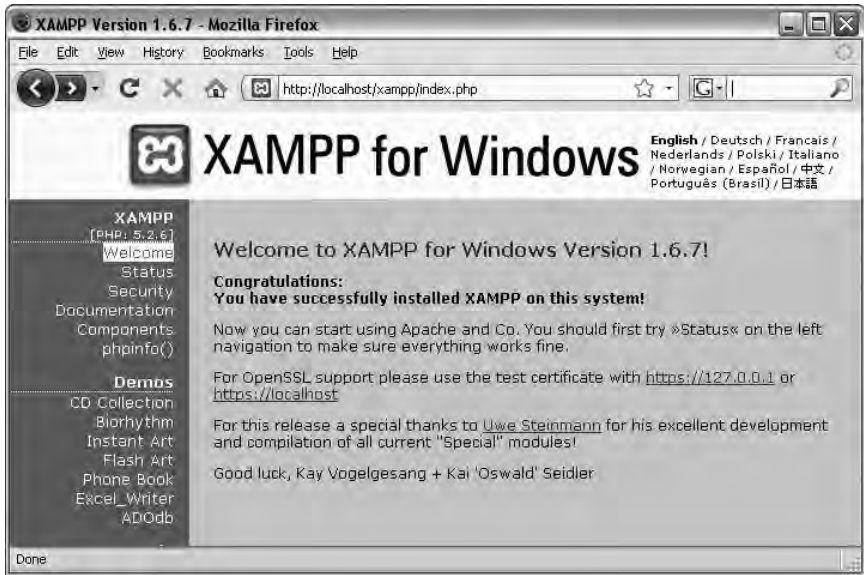 XAMPP Version 1.6.7 - Mozilla Firefox
File Edit View History Bookmarks Tools Help
http://localhost/xampp/index.php
G
XAMPP for Windows
English / Deutsch / Francais /
Nederlands / Polski / Italiano
/ Norwegian / Español / 中文 /
Português (Brasil) / 日本語
XAMPP
[PHP: 5.2.6]
Welcome
Status
Security
Documentation
Components
phpinfo()
Demos
CD Collection
Biorhythm
Instant Art
Flash Art
Phone Book
Excel_Writer
ADOdb
Welcome to XAMPP for Windows Version 1.6.7!
Congratulations:
You have successfully installed XAMPP on this system!
Now you can start using Apache and Co. You should first try »Status« on the left
navigation to make sure everything works fine.
For OpenSSL support please use the test certificate with https://127.0.0.1 or
https://localhost
For this release a special thanks to Uwe Steinmann for his excellent development
and compilation of all current "Special" modules!
Good luck, Kay Vogelgesang + Kai 'Oswald' Seidler
Done